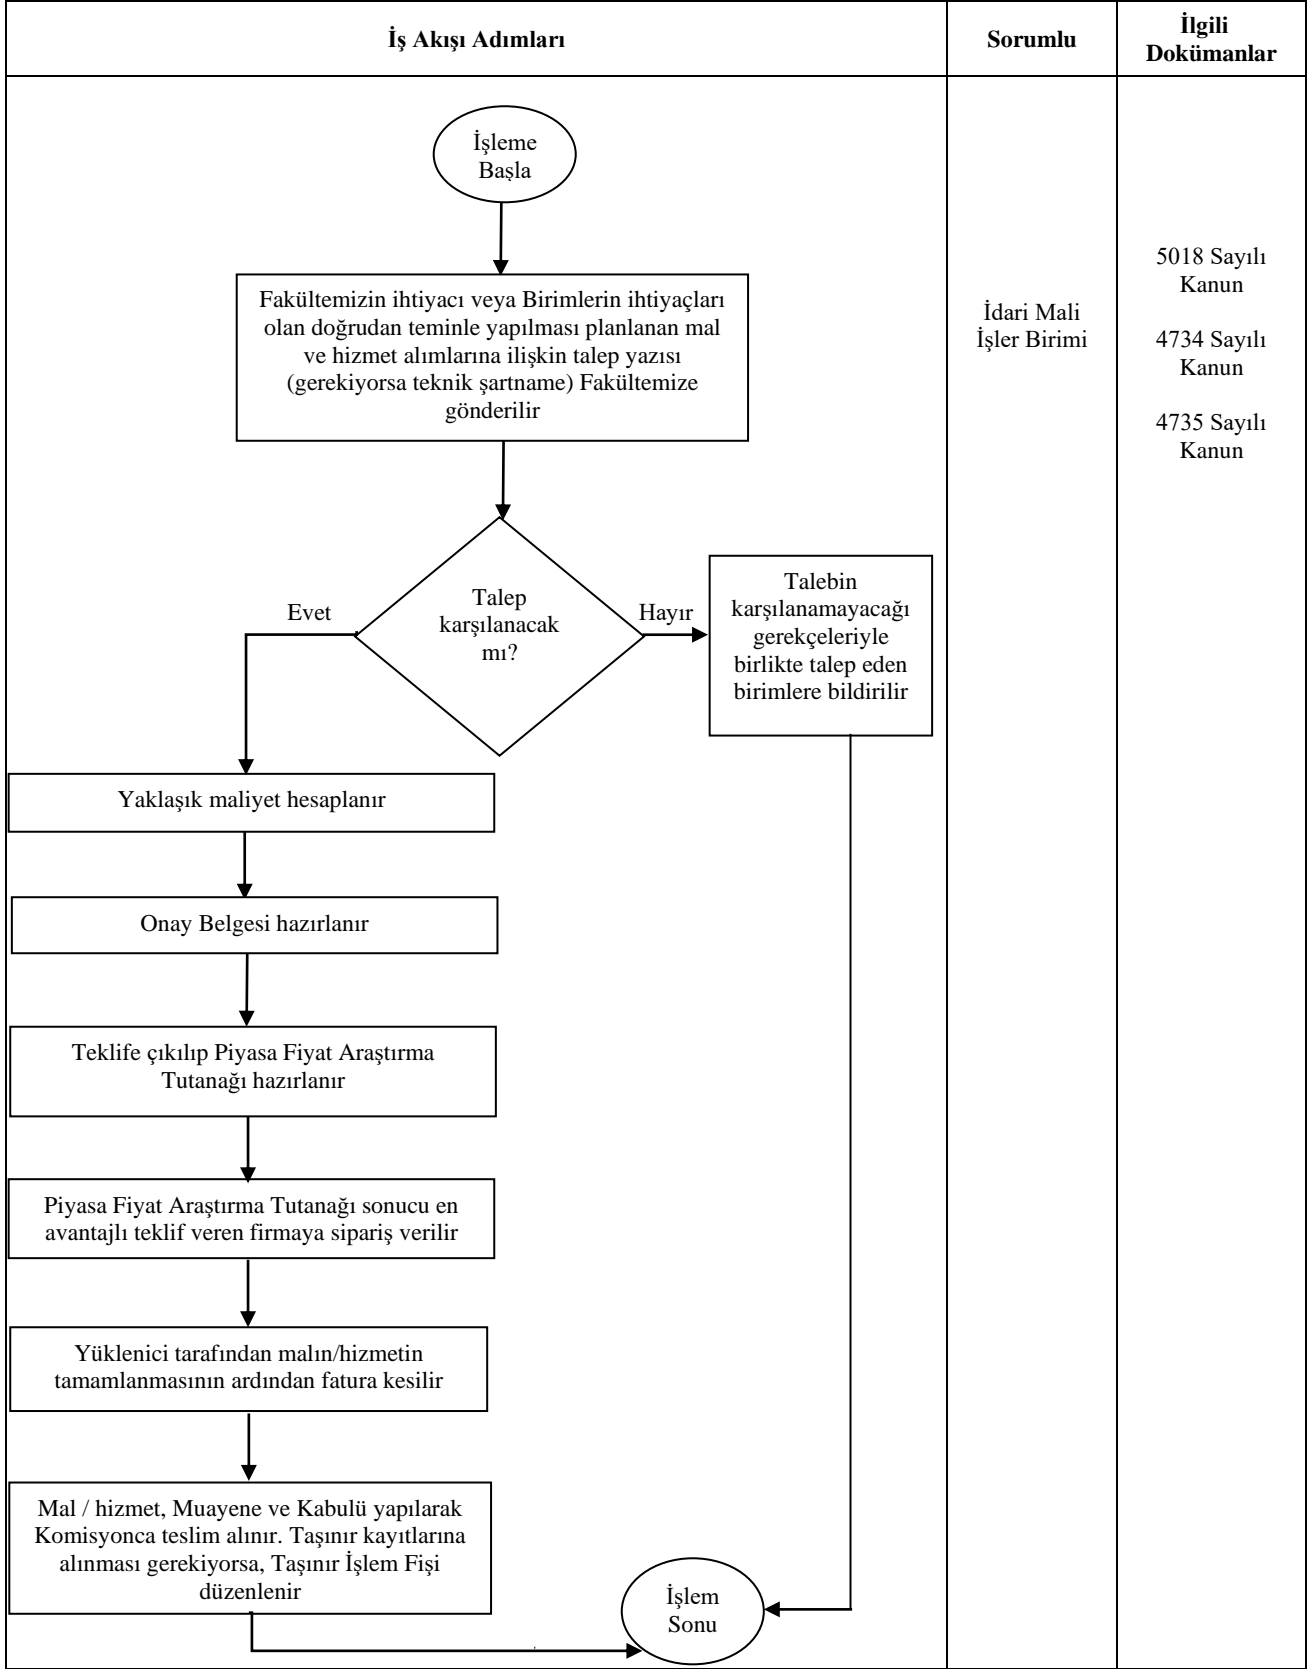 İş Akışı Adımları
Sorumlu
İlgili
Dokümanlar
İşleme
Başla
Fakültemizin ihtiyacı veya Birimlerin ihtiyaçları
olan doğrudan teminle yapılması planlanan mal
ve hizmet alımlarına ilişkin talep yazısı
(gerekiyorsa teknik şartname) Fakültemize
gönderilir
İdari Mali
İşler Birimi
5018 Sayılı
Kanun
4734 Sayılı
Kanun
4735 Sayılı
Kanun
Talep
karşılanacak
mı?
Evet
Hayır
Talebin
karşılanamayacağı
gerekçeleriyle
birlikte talep eden
birimlere bildirilir
Yaklaşık maliyet hesaplanır
Onay Belgesi hazırlanır
Teklife çıkılıp Piyasa Fiyat Araştırma
Tutanağı hazırlanır
Piyasa Fiyat Araştırma Tutanağı sonucu en
avantajlı teklif veren firmaya sipariş verilir
Yüklenici tarafından malın/hizmetin
tamamlanmasının ardından fatura kesilir
Mal / hizmet, Muayene ve Kabulü yapılarak
Komisyonca teslim alınır. Taşınır kayıtlarına
alınması gerekiyorsa, Taşınır İşlem Fişi
düzenlenir
İşlem
Sonu